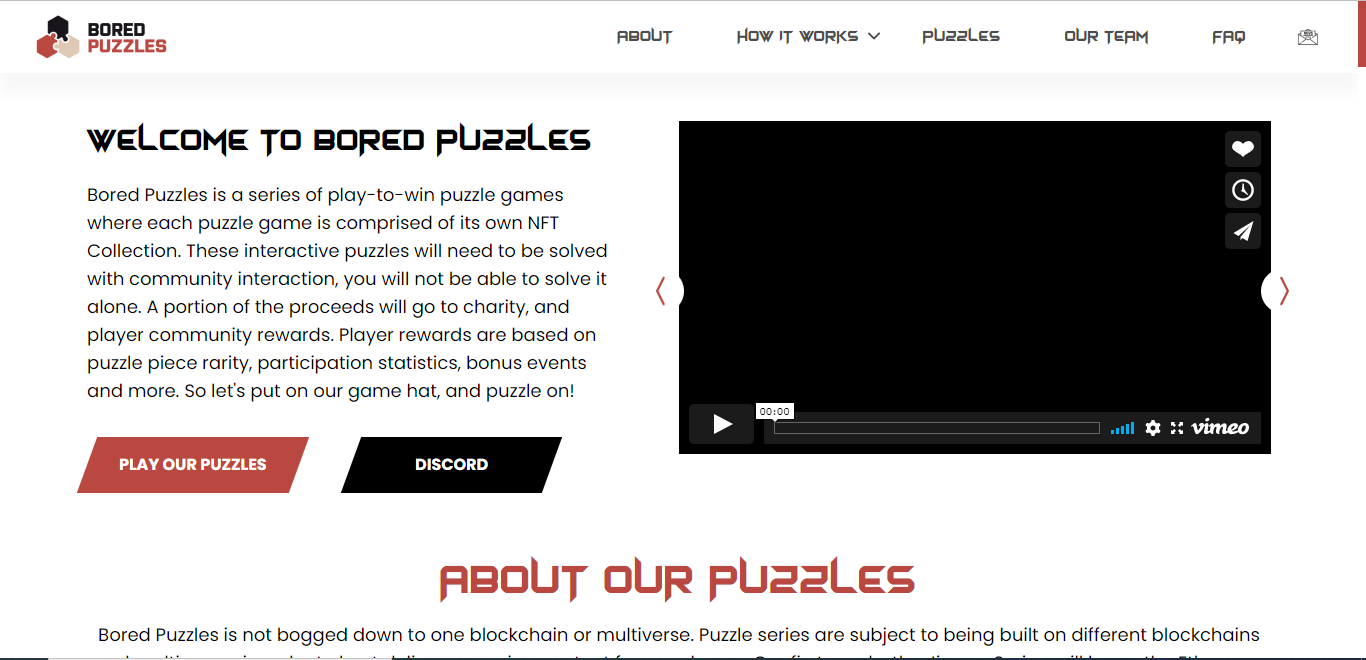 BORED
PUZZLES
ABOUT
HOW IT WORKS
PUZZLES
OUR TEAM
FAQ
WELCOME TO BORED PUZZLES
Bored Puzzles is a series of play-to-win puzzle games
where each puzzle game is comprised of its own NFT
Collection. These interactive puzzles will need to be solved
with community interaction, you will not be able to solve it
alone. A portion of the proceeds will go to charity, and
player community rewards. Player rewards are based on
puzzle piece rarity, participation statistics, bonus events
and more. So let's put on our game hat, and puzzle on!
PLAY OUR PUZZLES
DISCORD
00:00
vimeo
ABOUT OUR PUZZLES
Bored Puzzles is not bogged down to one blockchain or multiverse. Puzzle series are subject to being built on different blockchains